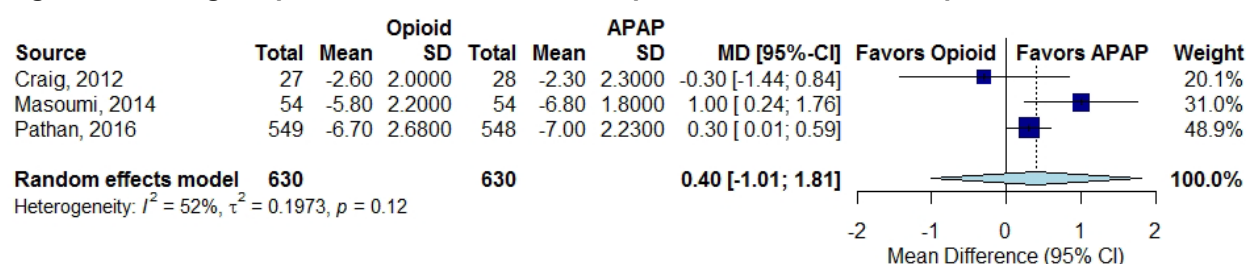 Opioid APAP
Source Total Mean SD Total Mean SD MD [95%-CI] Favors Opioid Favors APAP Weight
Craig, 2012 27 -2.60 2.0000 28 -2.30 2.3000 -0.30 [-1.44; 0.84] 20.1%
Masoumi, 2014 54 -5.80 2.2000 54 -6.80 1.8000 1.00 [ 0.24; 1.76] 31.0%
Pathan, 2016 549 -6.70 2.6800 548 -7.00 2.2300 0.30 [ 0.01; 0.59] 48.9%
Random effects model 630 630 0.40 [-1.01; 1.81] 100.0%
Heterogeneity: I² = 52%, τ² = 0.1973, p = 0.12
-2 -1 0 1 2
Mean Difference (95% CI)